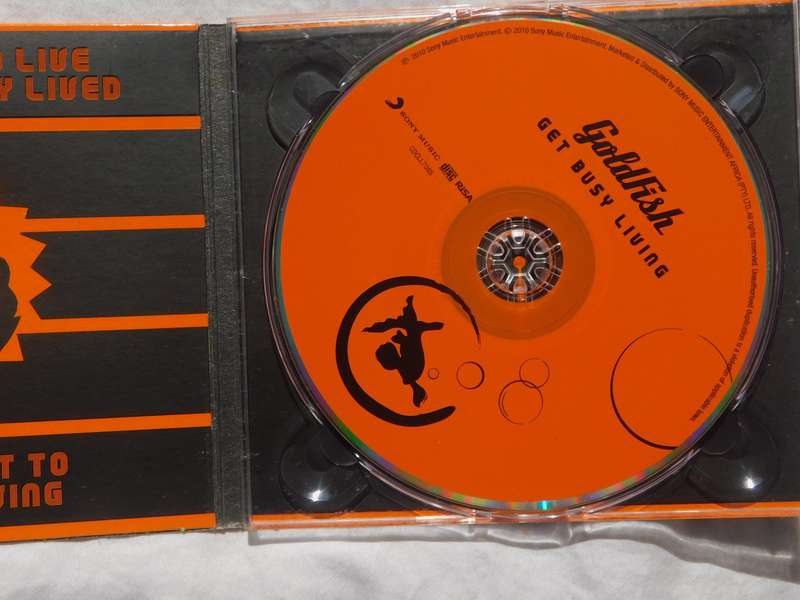 LIVE
LIVED
TO
℗ 2010 Sony Music Entertainment. © 2010 Sony Music Entertainment. Marketed & Distributed by SONY MUSIC ENTERTAINMENT AFRICA (PTY) LTD. All rights reserved. Unauthorised duplication is a violation of applicable laws.
SONY MUSIC
disc
RiSA
GoldFish
GET BUSY LIVING